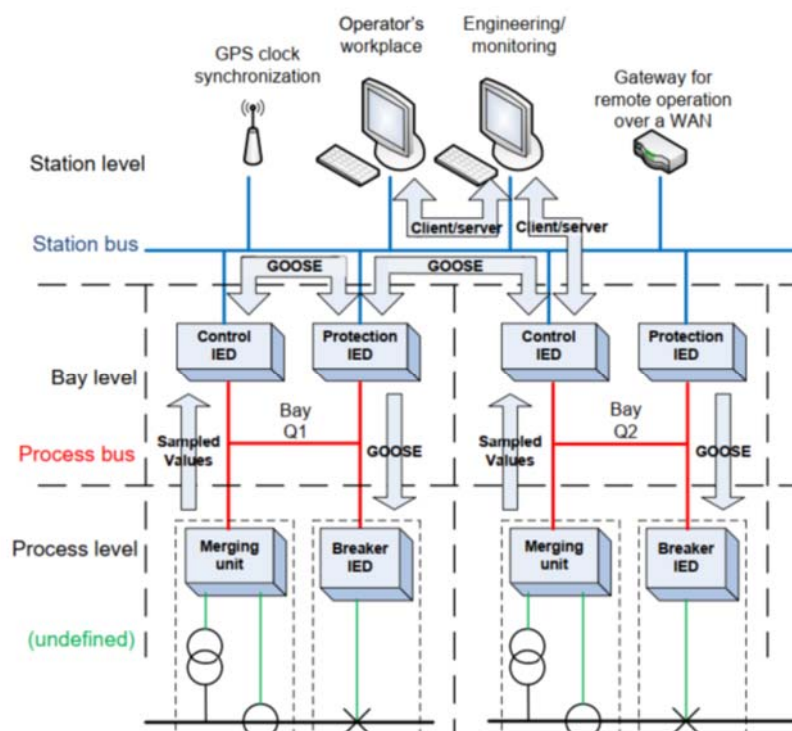 GPS clock
synchronization
Operator's
workplace
Engineering/
monitoring
Gateway for
remote operation
over a WAN
Station level
Client/server
Client/server
Station bus
GOOSE
GOOSE
Control
IED
Protection
IED
Control
IED
Protection
IED
Bay level
Bay
Q1
Bay
Q2
Process bus
Sampled
Values
GOOSE
Sampled
Values
GOOSE
Process level
Merging
unit
Breaker
IED
Merging
unit
Breaker
IED
(undefined)